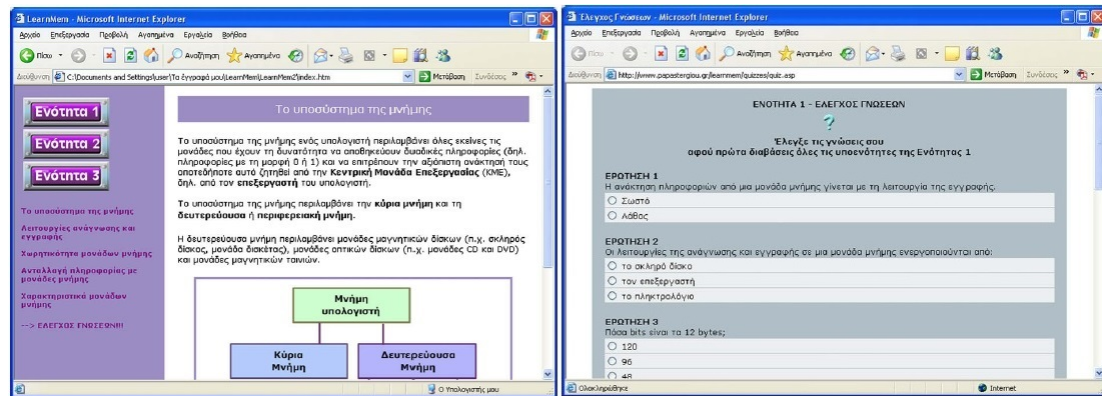 LearnMem - Microsoft Internet Explorer
Αρχείο Επεξεργασία Προβολή Αγαπημένα Εργαλεία Βοήθεια
Πίσω Αναζήτηση Αγαπημένα
Διεύθυνση C:\Documents and Settings\user\Τα έγγραφά μου\LearnMem\LearnMem2\index.htm Μετάβαση Συνδέσεις »
Ενότητα 1
Ενότητα 2
Ενότητα 3
Το υποσύστημα της μνήμης
Λειτουργίες ανάγνωσης και
εγγραφής
Χωρητικότητα μονάδων μνήμης
Ανταλλαγή πληροφορίας με
μονάδες μνήμης
Χαρακτηριστικά μονάδων
μνήμης
--> ΕΛΕΓΧΟΣ ΓΝΩΣΕΩΝ!!!
Το υποσύστημα της μνήμης
Το υποσύστημα της μνήμης ενός υπολογιστή περιλαμβάνει όλες εκείνες τις
μονάδες που έχουν τη δυνατότητα να αποθηκεύουν δυαδικές πληροφορίες (δηλ.
πληροφορίες με τη μορφή 0 ή 1) και να επιτρέπουν την αξιόπιστη ανάκτησή τους
οποτεδήποτε αυτό ζητηθεί από την Κεντρική Μονάδα Επεξεργασίας (ΚΜΕ),
δηλ. από τον επεξεργαστή του υπολογιστή.
Το υποσύστημα της μνήμης περιλαμβάνει την κύρια μνήμη και τη
δευτερεύουσα ή περιφερειακή μνήμη.
Η δευτερεύουσα μνήμη περιλαμβάνει μονάδες μαγνητικών δίσκων (π.χ. σκληρός
δίσκος, μονάδα δισκέτας), μονάδες οπτικών δίσκων (π.χ. μονάδες CD και DVD)
και μονάδες μαγνητικών ταινιών.
Μνήμη
υπολογιστή
Κύρια
Μνήμη
Δευτερεύουσα
Μνήμη
Ο Υπολογιστής μου
Έλεγχος Γνώσεων - Microsoft Internet Explorer
Αρχείο Επεξεργασία Προβολή Αγαπημένα Εργαλεία Βοήθεια
Πίσω Αναζήτηση Αγαπημένα
Διεύθυνση http://www.papastergiou.gr/learnmem/quizzes/quiz.asp Μετάβαση Συνδέσεις »
ΕΝΟΤΗΤΑ 1 - ΕΛΕΓΧΟΣ ΓΝΩΣΕΩΝ
?
Έλεγξε τις γνώσεις σου
αφού πρώτα διαβάσεις όλες τις υποενότητες της Ενότητας 1
ΕΡΩΤΗΣΗ 1
Η ανάκτηση πληροφοριών από μια μονάδα μνήμης γίνεται με τη λειτουργία της εγγραφής.
Σωστό
Λάθος
ΕΡΩΤΗΣΗ 2
Οι λειτουργίες της ανάγνωσης και εγγραφής σε μια μονάδα μνήμης ενεργοποιούνται από:
το σκληρό δίσκο
τον επεξεργαστή
το πληκτρολόγιο
ΕΡΩΤΗΣΗ 3
Πόσα bits είναι τα 12 bytes;
120
96
48
Ολοκληρώθηκε Internet